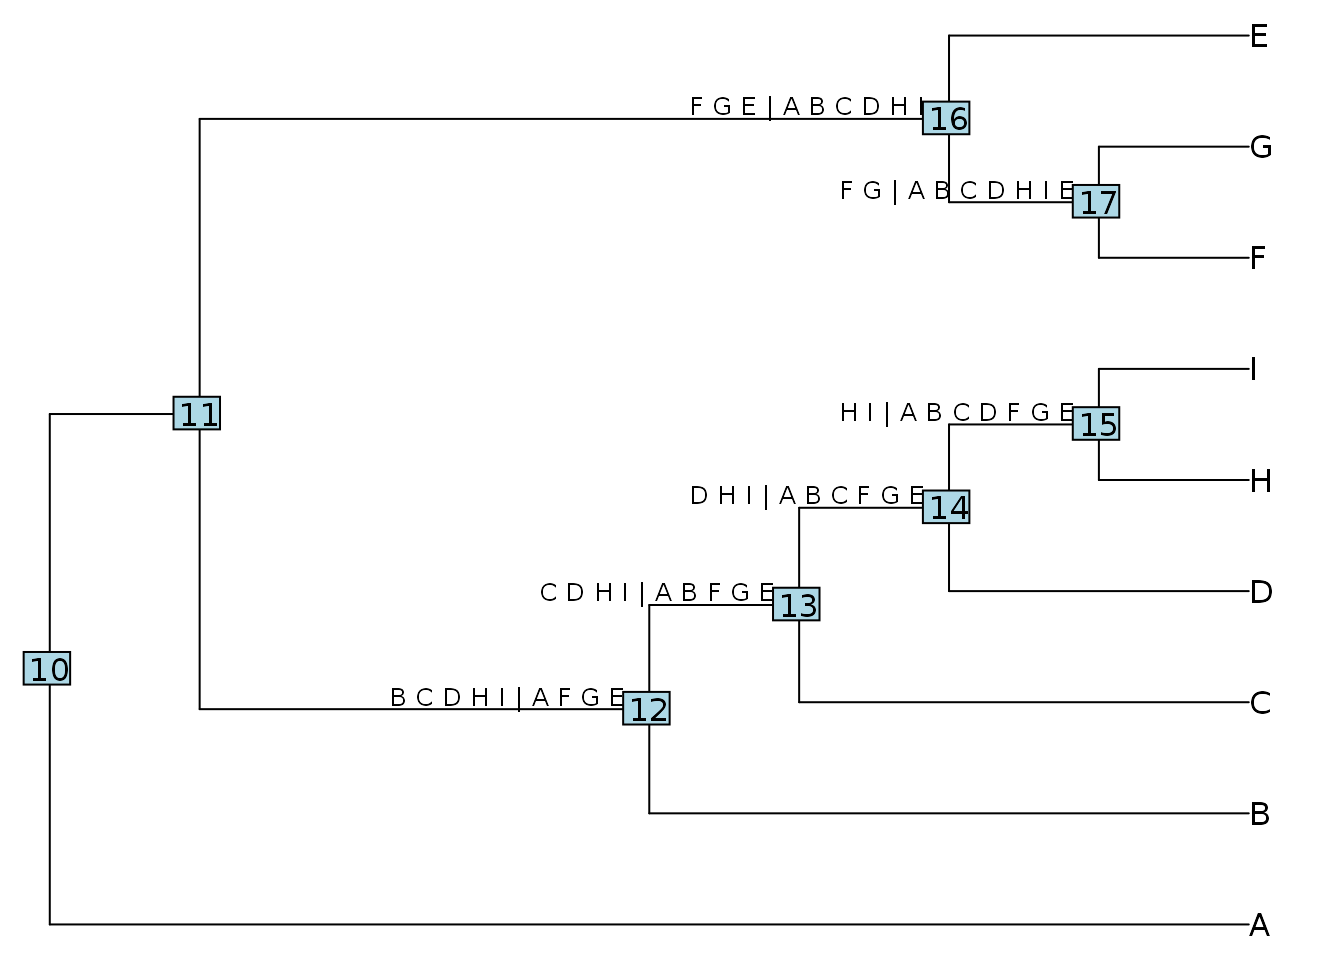 E
F G E | A B C D H I
16
G
F G | A B C D H I E
17
F
I
H I | A B C D F G E
15
11
H
D H I | A B C F G E
14
D
C D H I | A B F G E
13
10
C
B C D H I | A F G E
12
B
A